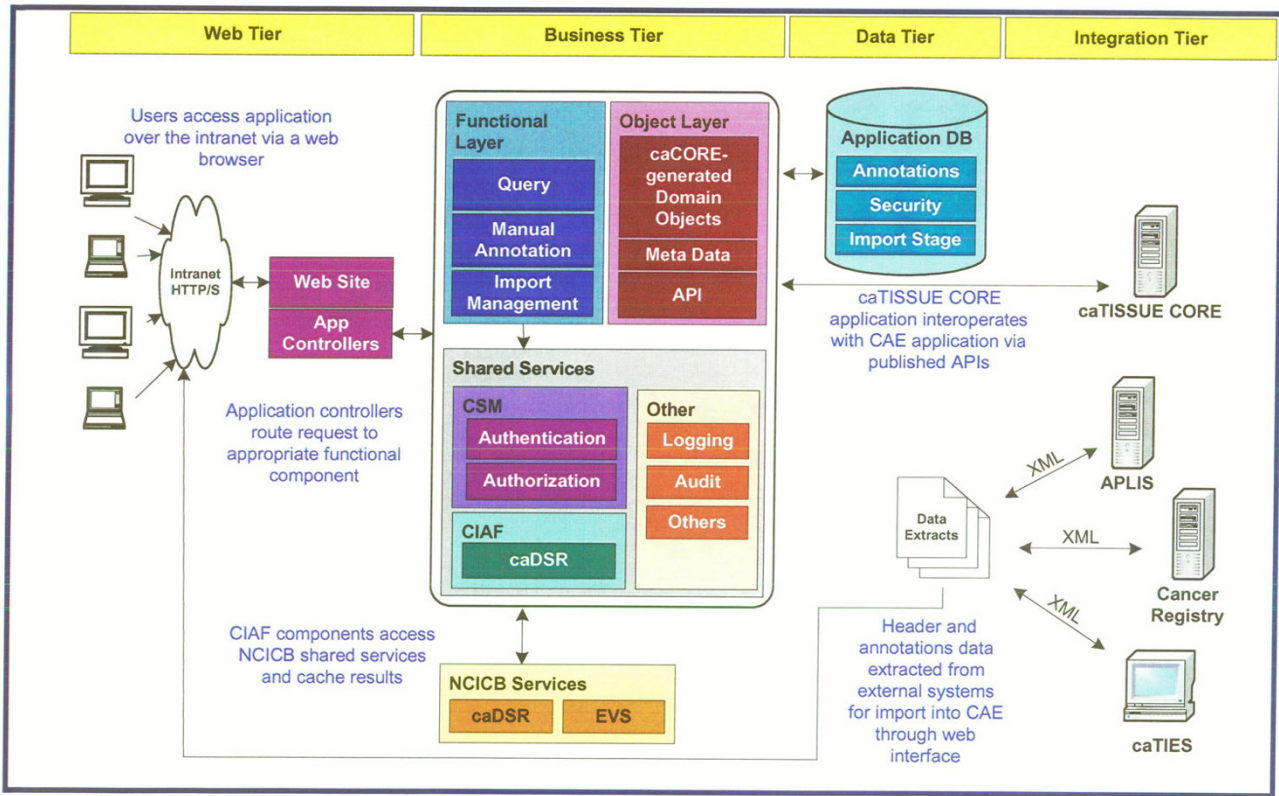 Web Tier
Business Tier
Data Tier
Integration Tier
Users access application
over the intranet via a web
browser
Intranet
HTTP/S
Web Site
App
Controllers
Application controllers
route request to
appropriate functional
component
Functional
Layer
Query
Manual
Annotation
Import
Management
Object Layer
caCORE-
generated
Domain
Objects
Meta Data
API
Shared Services
CSM
Authentication
Authorization
CIAF
caDSR
Other
Logging
Audit
Others
CIAF components access
NCICB shared services
and cache results
NCICB Services
caDSR
EVS
Application DB
Annotations
Security
Import Stage
caTISSUE CORE
application interoperates
with CAE application via
published APIs
caTISSUE CORE
Data
Extracts
XML
APLIS
XML
Cancer
Registry
XML
caTIES
Header and
annotations data
extracted from
external systems
for import into CAE
through web
interface